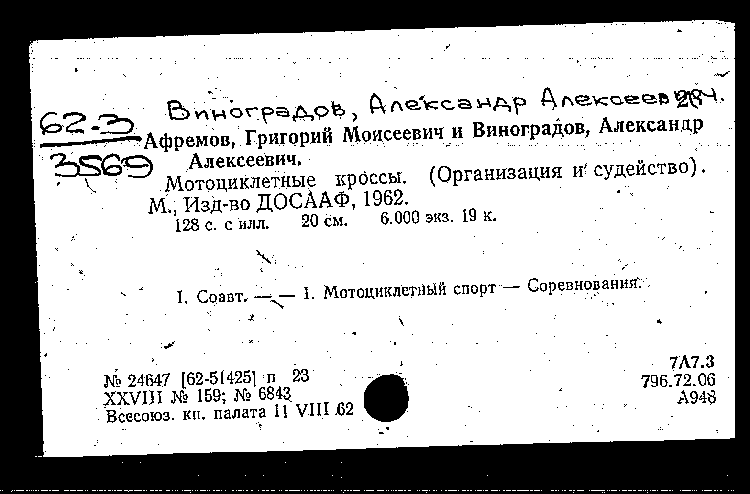 Виноградов, Александр Алексеевич.
62-3
3569
Афремов, Григорий Моисеевич и Виноградов, Александр
Алексеевич.
Мотоциклетные кроссы. (Организация и судейство).
М., Изд-во ДОСААФ, 1962.
128 с. с илл. 20 см. 6.000 экз. 19 к.
I. Соавт. — — 1. Мотоциклетный спорт — Соревнования.
7А7.3
№ 24647 [62-51425] п 23
796.72.06
XXVIII № 159; № 6843
А948
Всесоюз. кн. палата 11 VIII 62